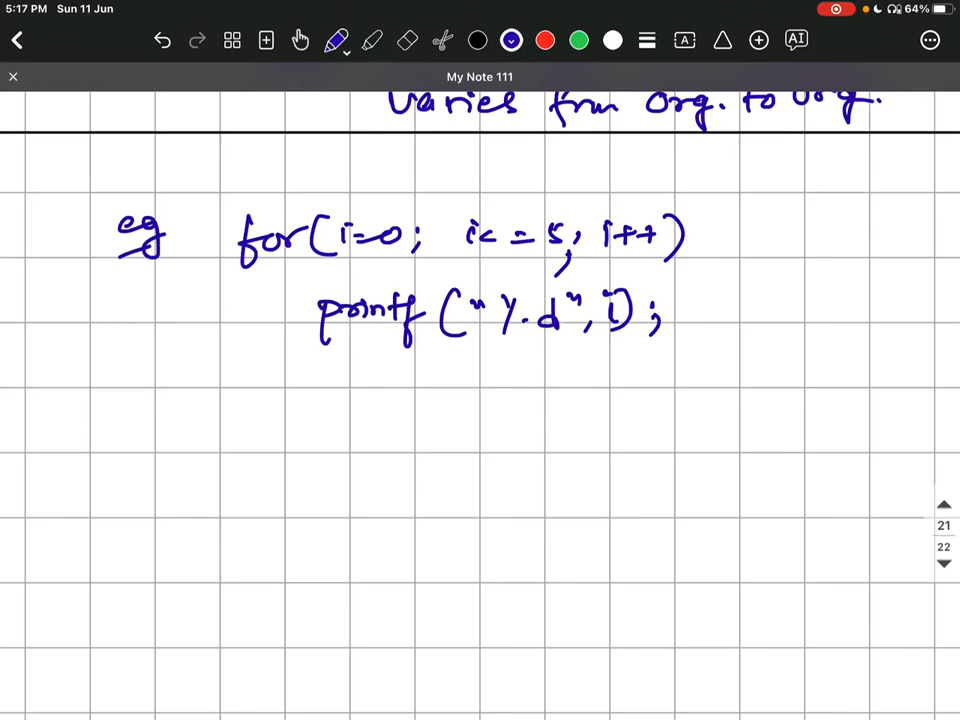 5:17 PM Sun 11 Jun 64%
A AI
My Note 111
varies from org. to org.
eg for(i=0; i<=5; i++)
printf("%d", i);
21
22